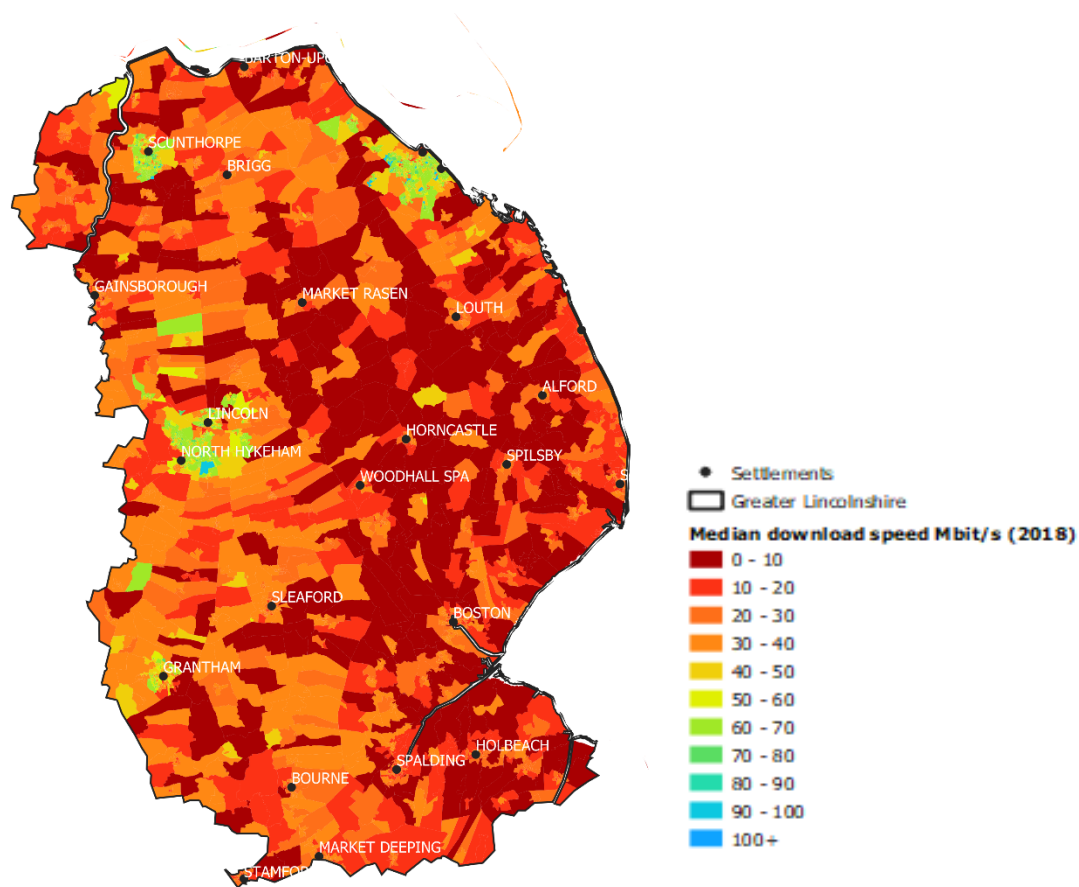 BARTON-UPO
SCUNTHORPE
BRIGG
GAINSBOROUGH
MARKET RASEN
LOUTH
ALFORD
LINCOLN
HORNCASTLE
NORTH HYKEHAM
SPILSBY
WOODHALL SPA
S
Settlements
Greater Lincolnshire
Median download speed Mbit/s (2018)
0 - 10
10 - 20
20 - 30
30 - 40
40 - 50
50 - 60
60 - 70
70 - 80
80 - 90
90 - 100
100+
SLEAFORD
BOSTON
GRANTHAM
HOLBEACH
SPALDING
BOURNE
MARKET DEEPING
STAMFOR